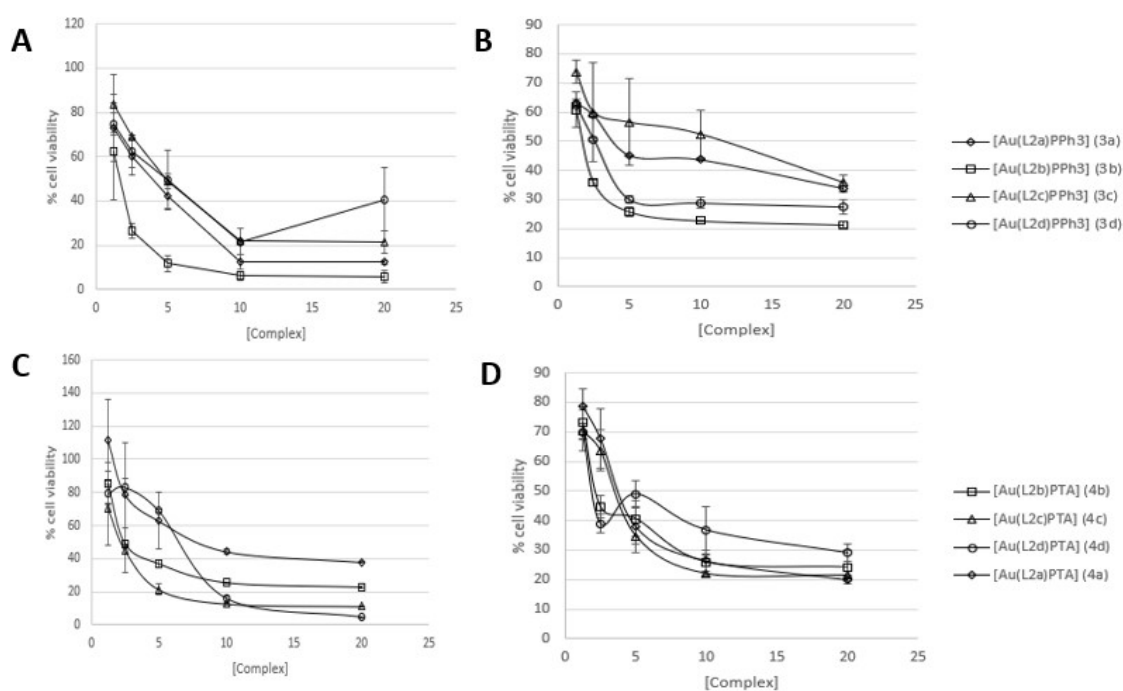 A
120
100
80
60
40
20
0
% cell viability
0 5 10 15 20 25
[Complex]
B
90
80
70
60
50
40
30
20
10
0
% cell viability
0 5 10 15 20 25
[Complex]
[Au(L2a)PPh3] (3a)
[Au(L2b)PPh3] (3b)
[Au(L2c)PPh3] (3c)
[Au(L2d)PPh3] (3d)
C
160
140
120
100
80
60
40
20
0
% cell viability
0 5 10 15 20 25
[Complex]
D
90
80
70
60
50
40
30
20
10
0
% cell viability
0 5 10 15 20 25
[Complex]
[Au(L2b)PTA] (4b)
[Au(L2c)PTA] (4c)
[Au(L2d)PTA] (4d)
[Au(L2a)PTA] (4a)